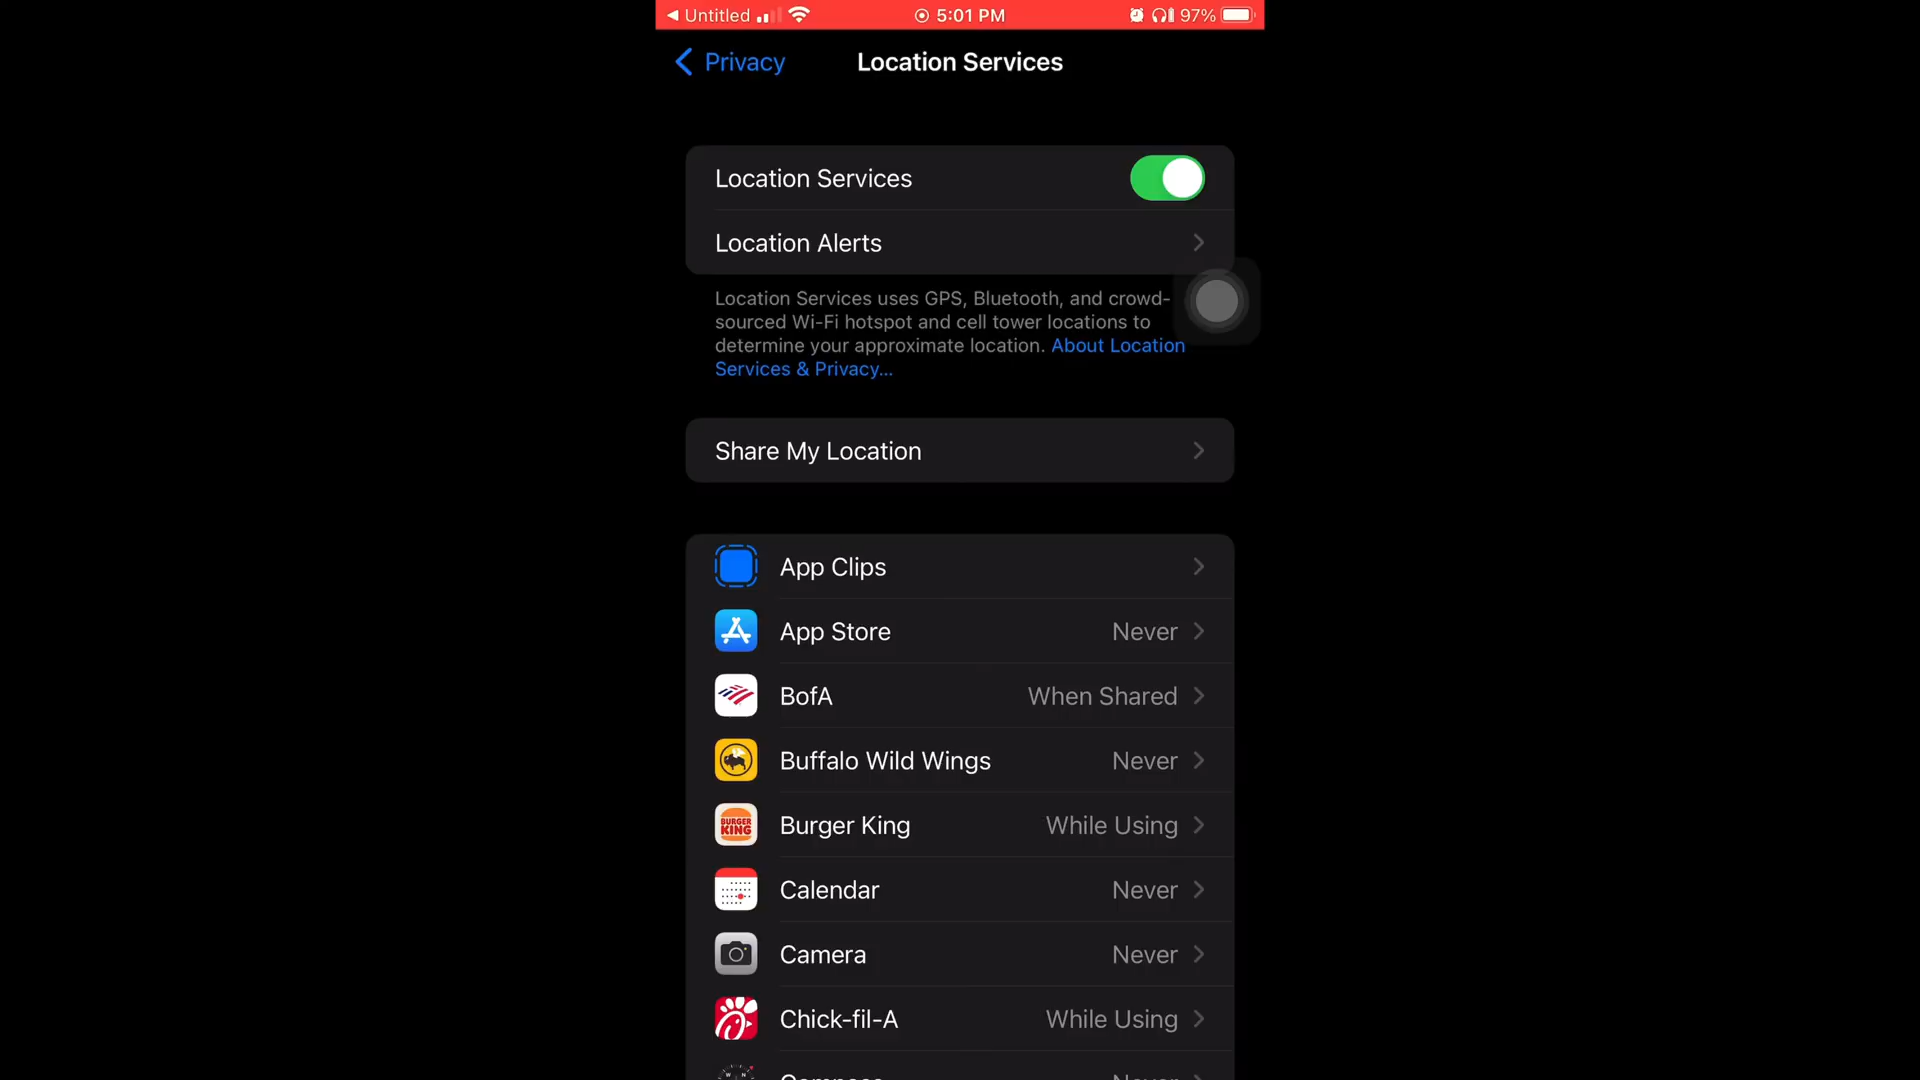 Untitled 5:01 PM 97%
Privacy Location Services
Location Services
Location Alerts
Location Services uses GPS, Bluetooth, and crowd-
sourced Wi-Fi hotspot and cell tower locations to
determine your approximate location. About Location
Services & Privacy...
Share My Location
App Clips
App Store Never
BofA When Shared
Buffalo Wild Wings Never
BURGER KING
Burger King While Using
Calendar Never
Camera Never
Chick-fil-A While Using